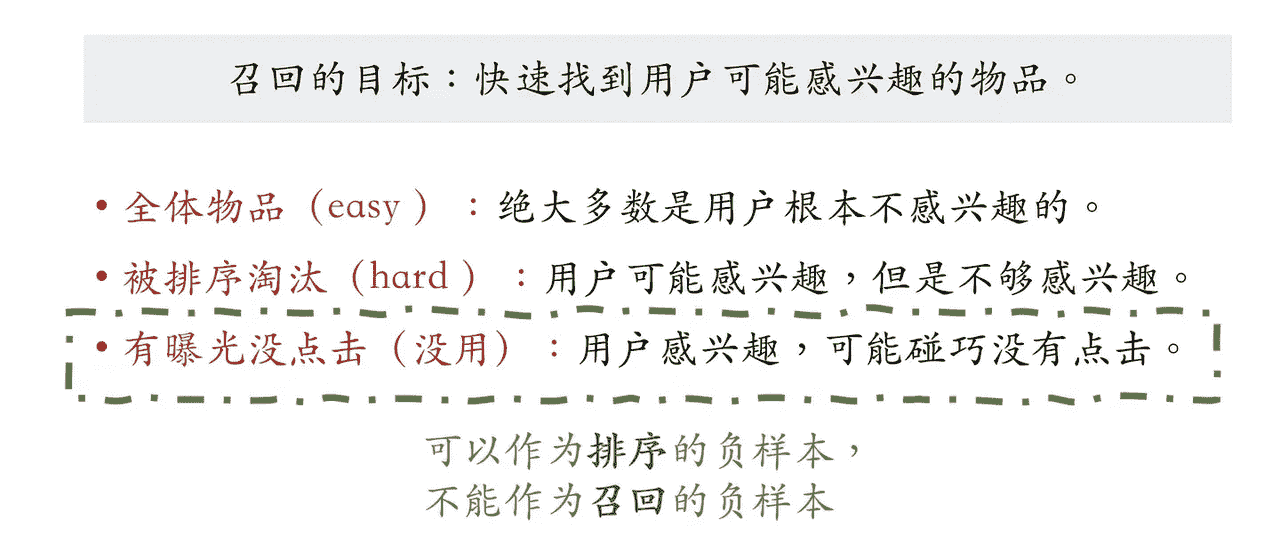 召回的目标：快速找到用户可能感兴趣的物品。
• 全体物品（easy）：绝大多数是用户根本不感兴趣的。
• 被排序淘汰（hard）：用户可能感兴趣，但是不够感兴趣。
• 有曝光没点击（没用）：用户感兴趣，可能碰巧没有点击。
可以作为排序的负样本，
不能作为召回的负样本